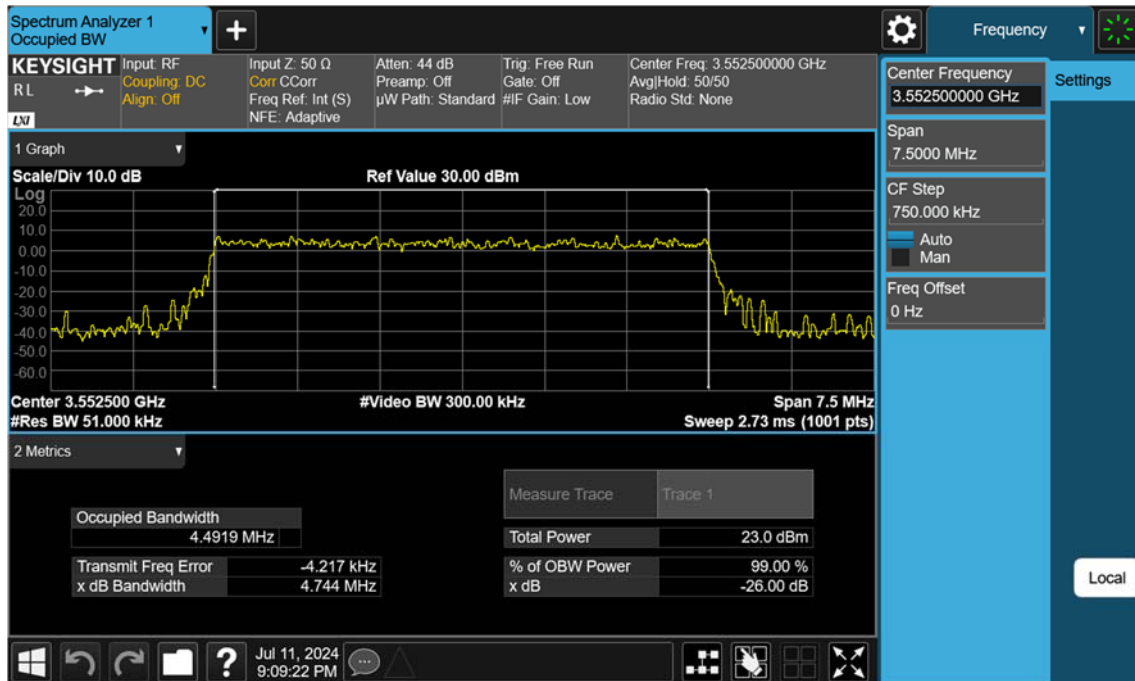 Spectrum Analyzer 1
Occupied BW
Frequency
KEYSIGHT
R L
LXI
Input: RF
Coupling: DC
Align: Off
Input Z: 50 Ω
Corr CCorr
Freq Ref: Int (S)
NFE: Adaptive
Atten: 44 dB
Preamp: Off
µW Path: Standard
Trig: Free Run
Gate: Off
#IF Gain: Low
Center Freq: 3.552500000 GHz
Avg|Hold: 50/50
Radio Std: None
Center Frequency
3.552500000 GHz
Settings
Span
7.5000 MHz
CF Step
750.000 kHz
Auto
Man
Freq Offset
0 Hz
Local
1 Graph
Scale/Div 10.0 dB
Ref Value 30.00 dBm
Log
20.0
10.0
0.00
-10.0
-20.0
-30.0
-40.0
-50.0
-60.0
Center 3.552500 GHz
#Video BW 300.00 kHz
Span 7.5 MHz
#Res BW 51.000 kHz
Sweep 2.73 ms (1001 pts)
2 Metrics
Measure Trace
Trace 1
Occupied Bandwidth
4.4919 MHz
Total Power
23.0 dBm
Transmit Freq Error
-4.217 kHz
% of OBW Power
99.00 %
x dB Bandwidth
4.744 MHz
x dB
-26.00 dB
?
Jul 11, 2024
9:09:22 PM